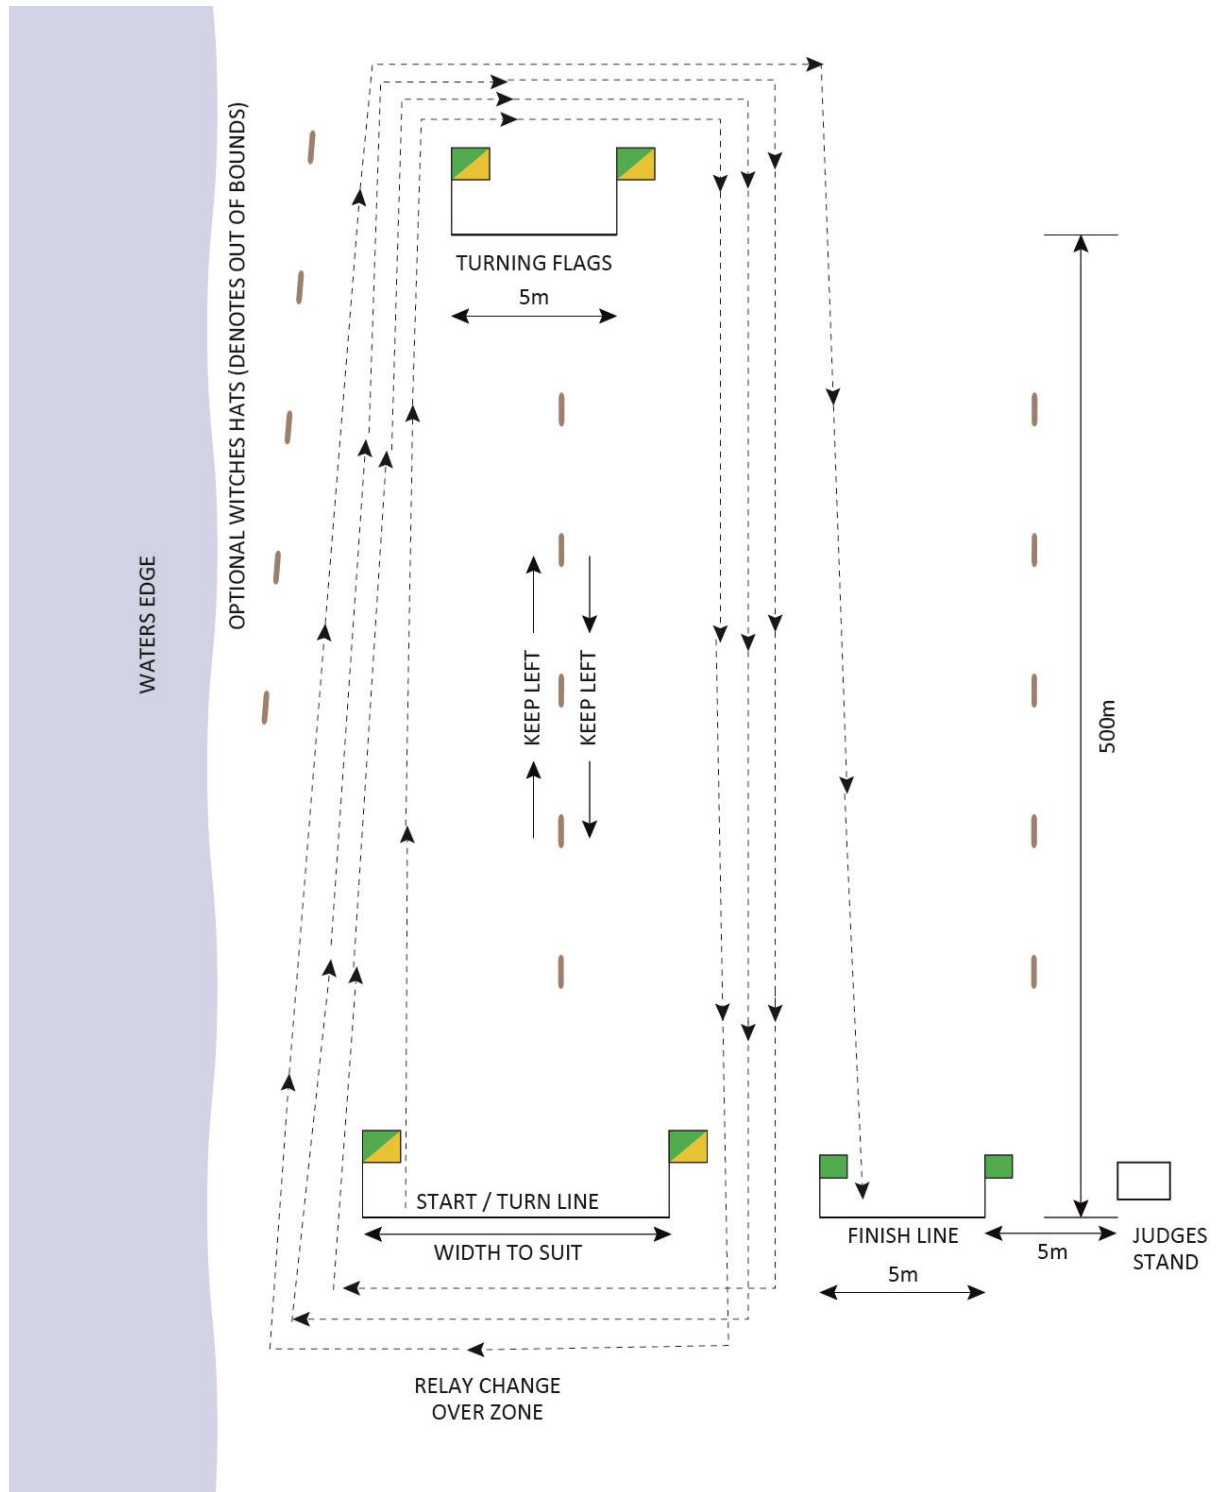 OPTIONAL WITCHES HATS (DENOTES OUT OF BOUNDS)
WATERS EDGE
TURNING FLAGS
5m
KEEP LEFT
KEEP LEFT
500m
START / TURN LINE
WIDTH TO SUIT
FINISH LINE
5m
5m
JUDGES
STAND
RELAY CHANGE
OVER ZONE